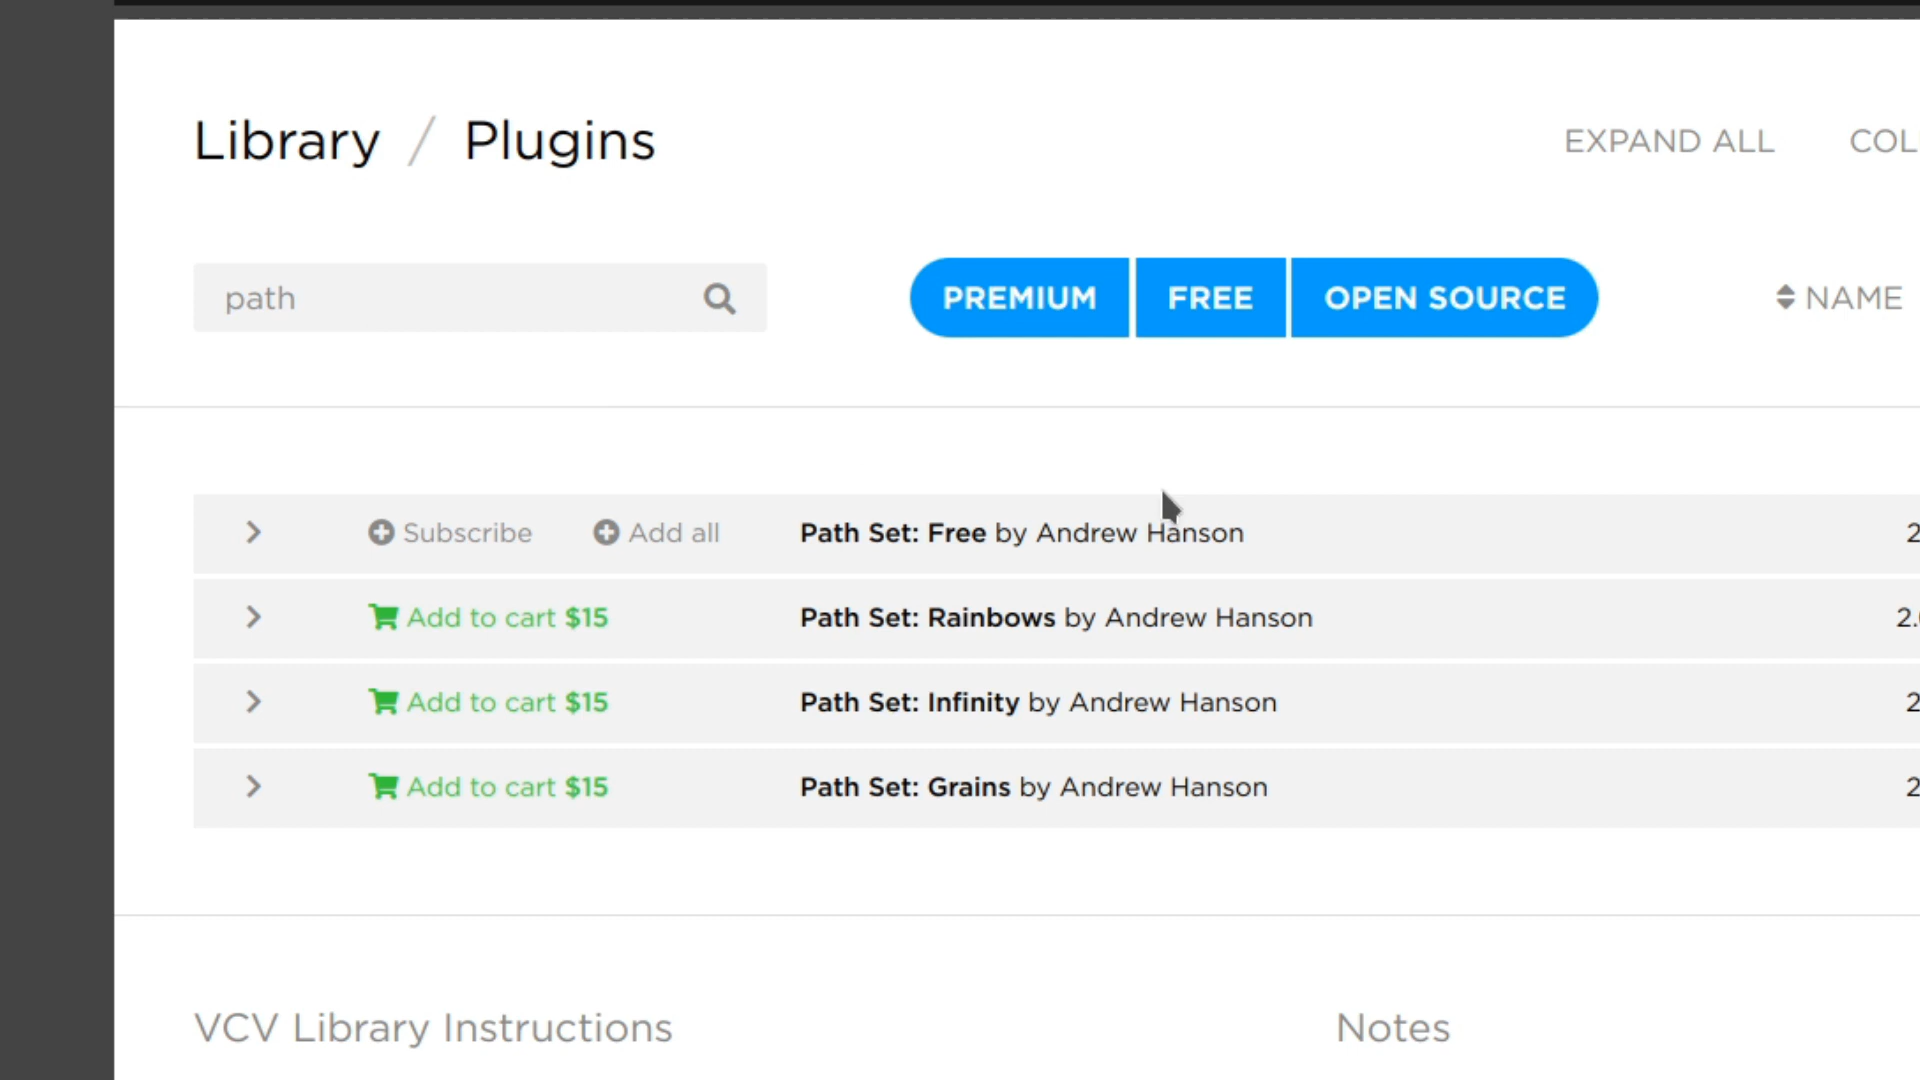 Library / Plugins
EXPAND ALL
path
PREMIUM FREE OPEN SOURCE
NAME
Subscribe Add all Path Set: Free by Andrew Hanson
Add to cart $15 Path Set: Rainbows by Andrew Hanson
Add to cart $15 Path Set: Infinity by Andrew Hanson
Add to cart $15 Path Set: Grains by Andrew Hanson
VCV Library Instructions
Notes